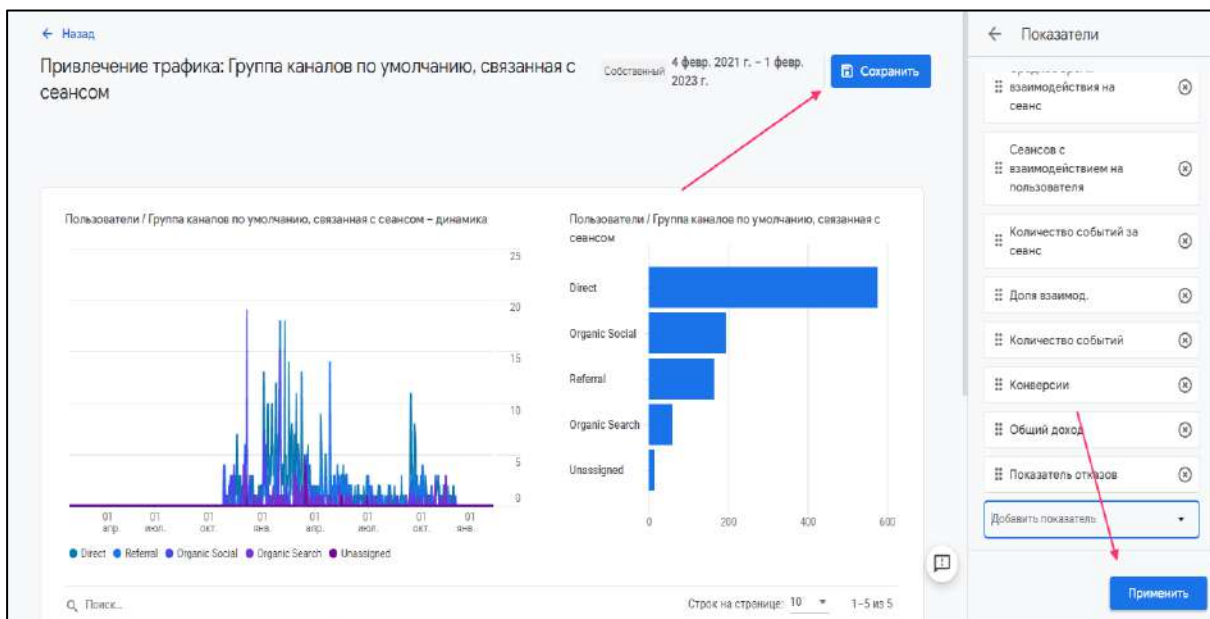 ← Назад
Привлечение трафика: Группа каналов по умолчанию, связанная с
сеансом
Собственный
4 февр. 2021 г. – 1 февр.
2023 г.
Сохранить
Пользователи / Группа каналов по умолчанию, связанная с сеансом – динамика
25
20
15
10
5
0
01 апр.
01 июл.
01 окт.
01 янв.
01 апр.
01 июл.
01 окт.
01 янв.
Direct Referral Organic Social Organic Search Unassigned
Пользователи / Группа каналов по умолчанию, связанная с
сеансом
Direct
Organic Social
Referral
Organic Search
Unassigned
0 200 400 600
Поиск...
Строк на странице: 10
1–5 из 5
← Показатели
взаимодействия на
сеанс
Сеансов с
взаимодействием на
пользователя
Количество событий за
сеанс
Доля взаимод.
Количество событий
Конверсии
Общий доход
Показатель отказов
Добавить показатель
Применить